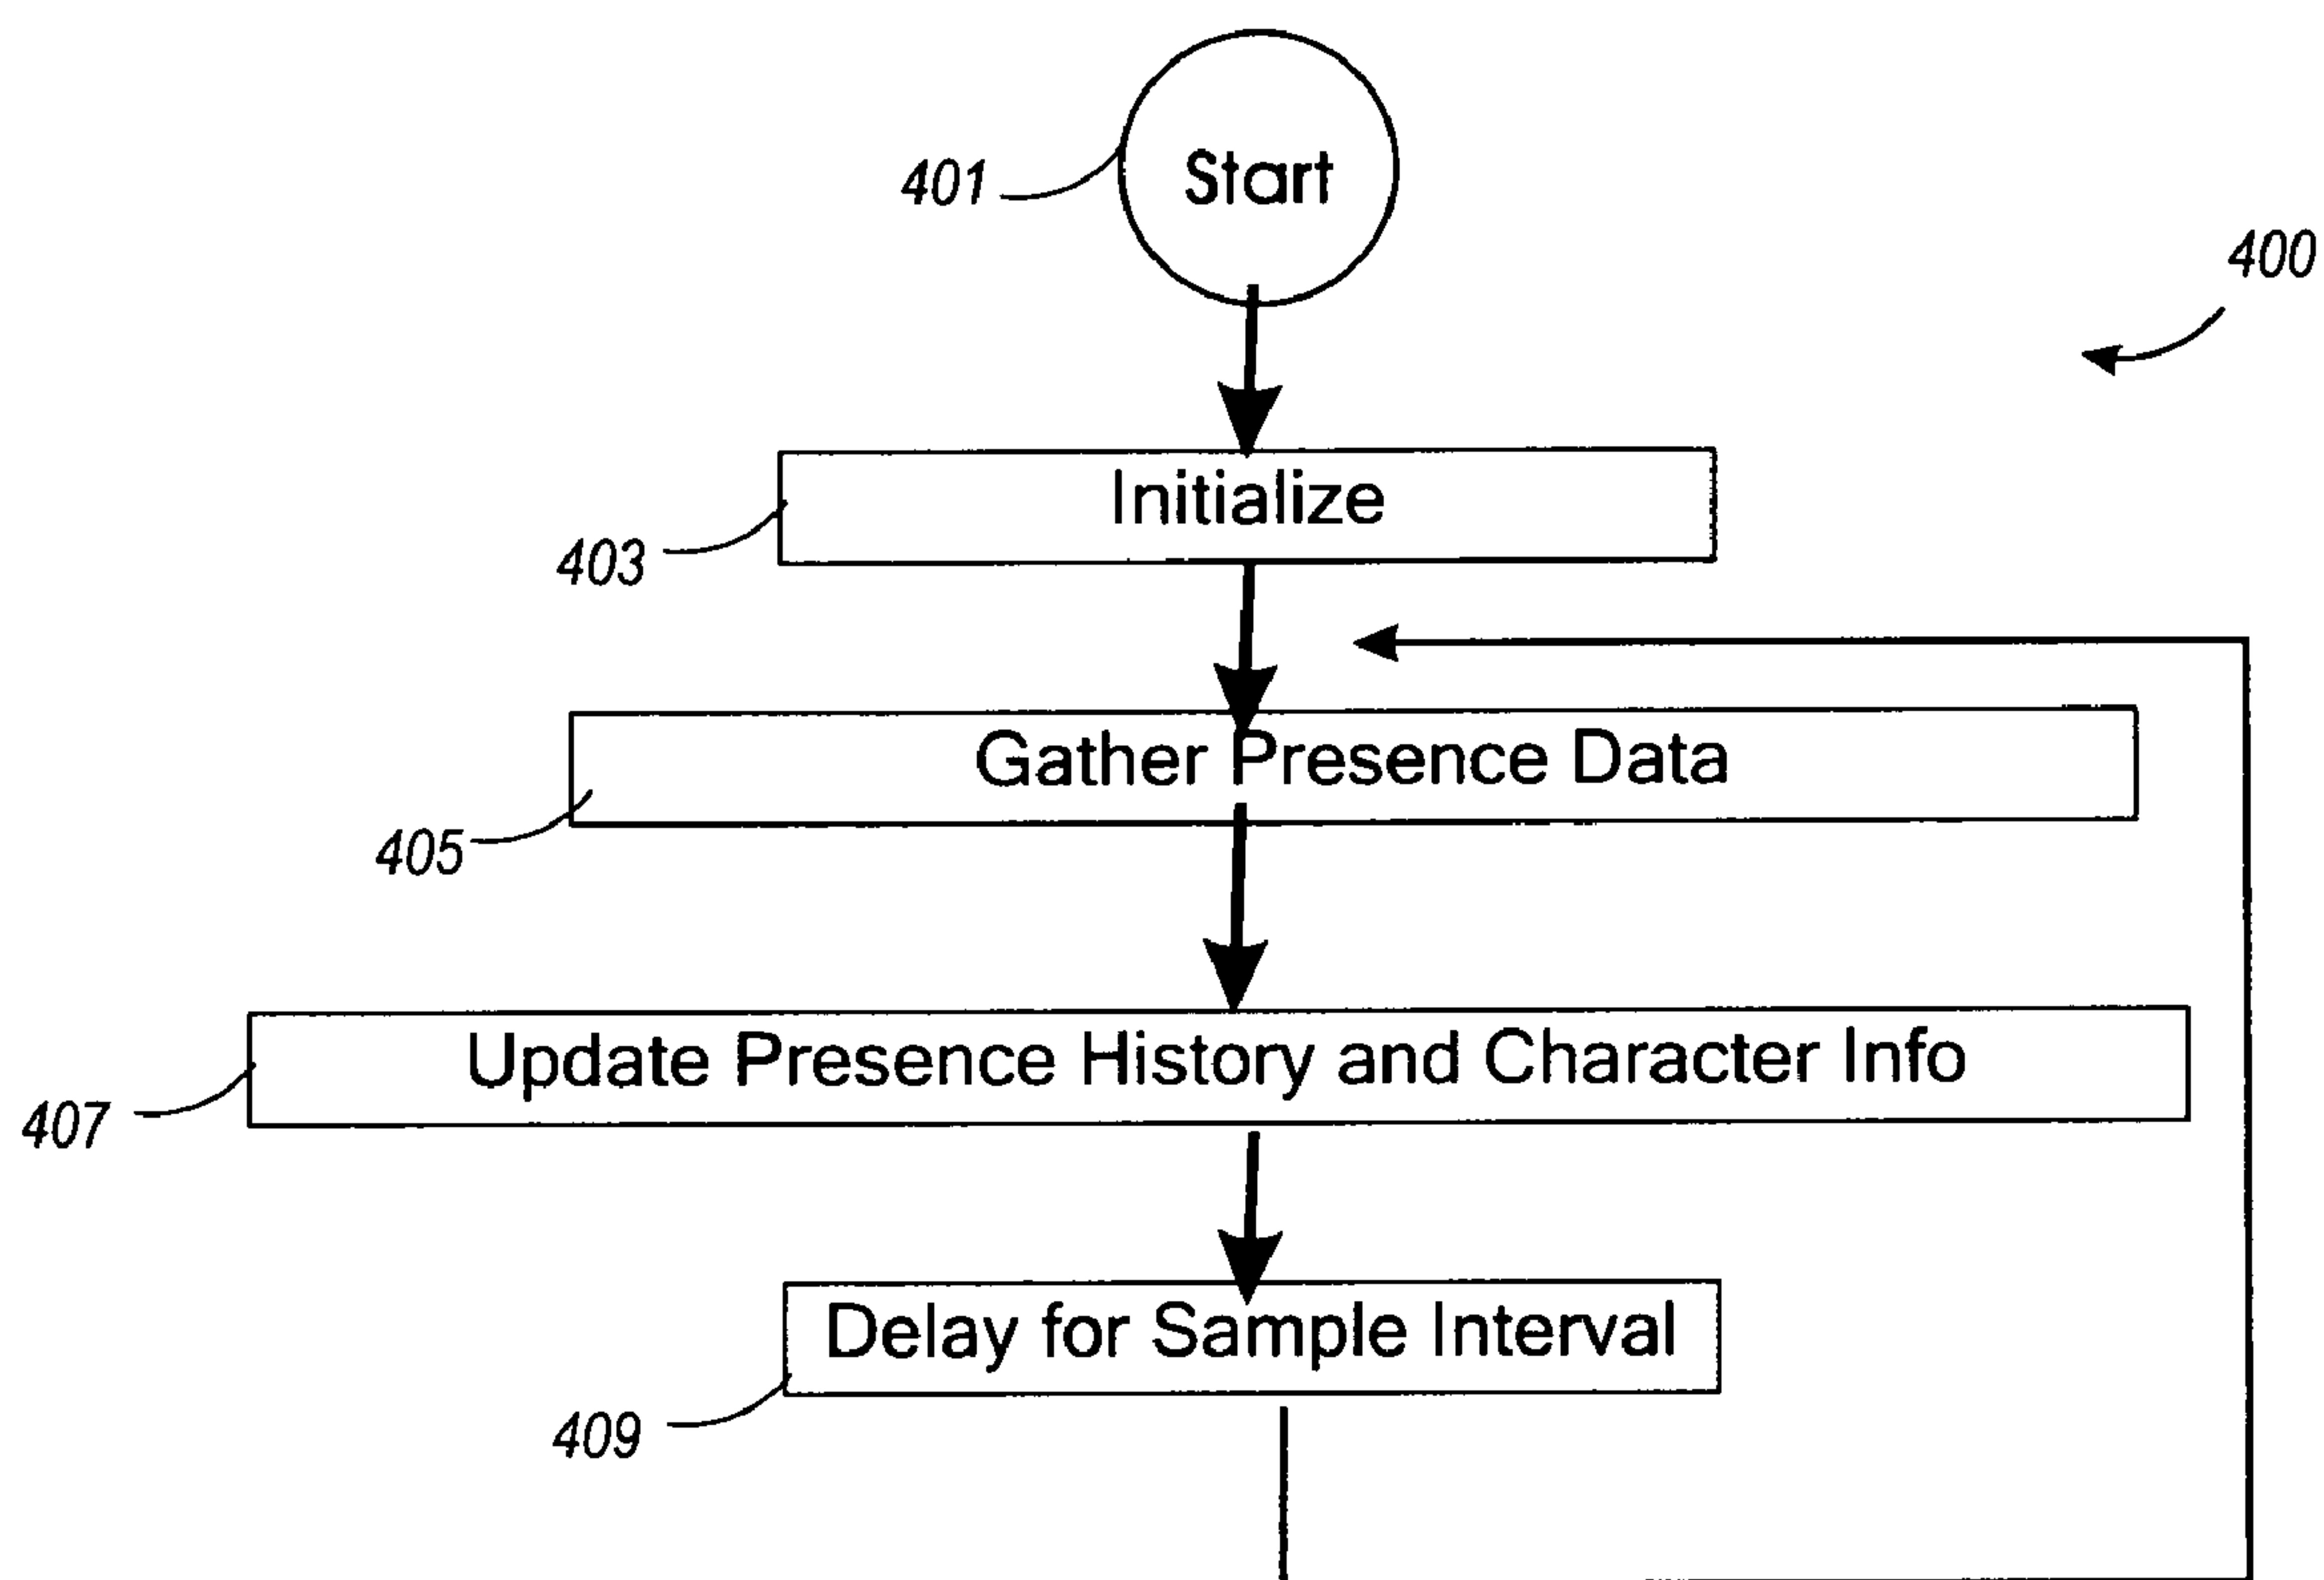 Start
401
400
Initialize
403
Gather Presence Data
405
Update Presence History and Character Info
407
Delay for Sample Interval
409